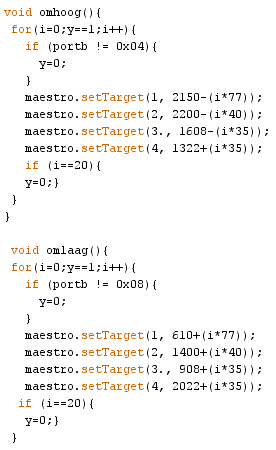 void omhoog(){
for(i=0;y==1;i++){
if (portb != 0x04){
y=0;
}
maestro.setTarget(1, 2150-(i*77));
maestro.setTarget(2, 2200-(i*40));
maestro.setTarget(3., 1608-(i*35));
maestro.setTarget(4, 1322+(i*35));
if (i==20){
y=0;}
}
}
void omlaag(){
for(i=0;y==1;i++){
if (portb != 0x08){
y=0;
}
maestro.setTarget(1, 610+(i*77));
maestro.setTarget(2, 1400+(i*40));
maestro.setTarget(3., 908+(i*35));
maestro.setTarget(4, 2022+(i*35));
if (i==20){
y=0;}
}